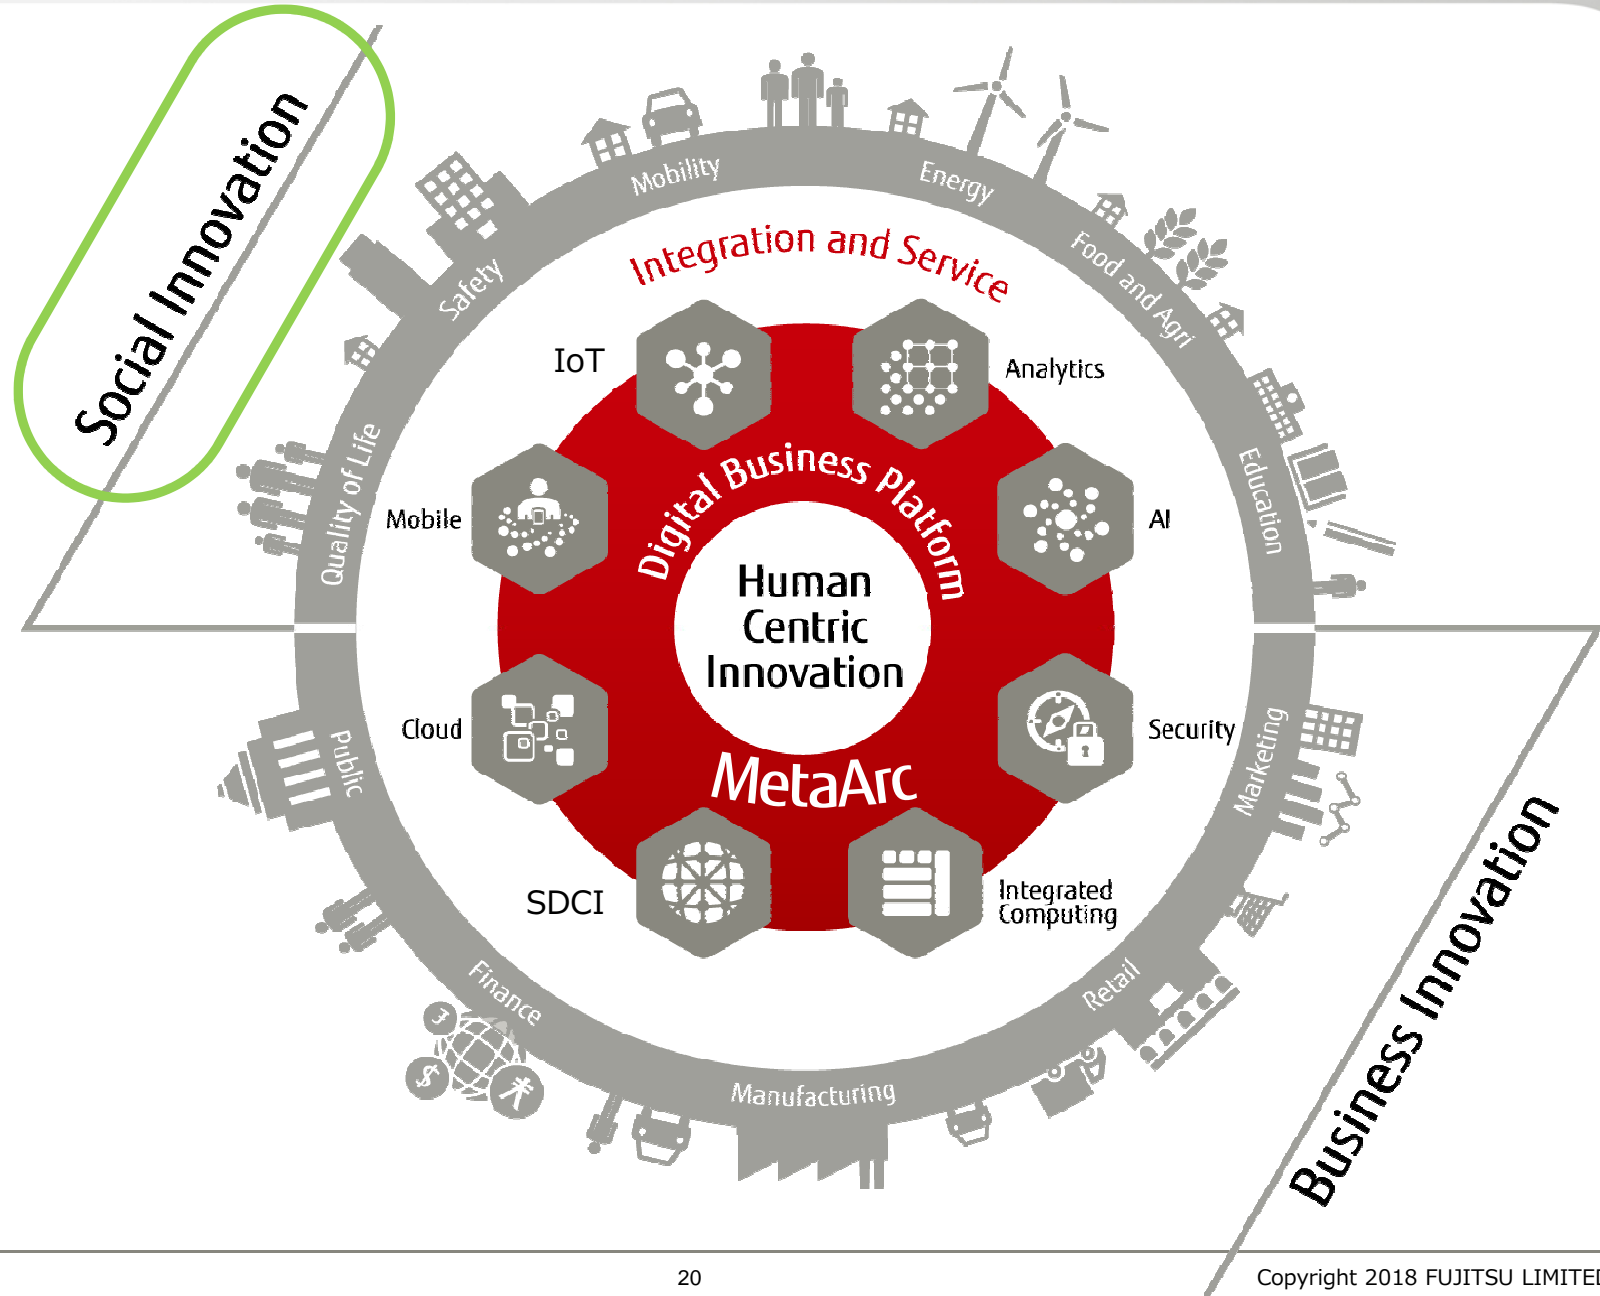 Social Innovation
Mobility
Energy
Safety
Food and Agri
Quality of Life
Education
Integration and Service
IoT
Analytics
Mobile
AI
Digital Business Platform
Human
Centric
Innovation
MetaArc
Cloud
Security
SDCI
Integrated
Computing
Public
Marketing
Finance
Retail
Manufacturing
$
Business Innovation
20
Copyright 2018 FUJITSU LIMITED